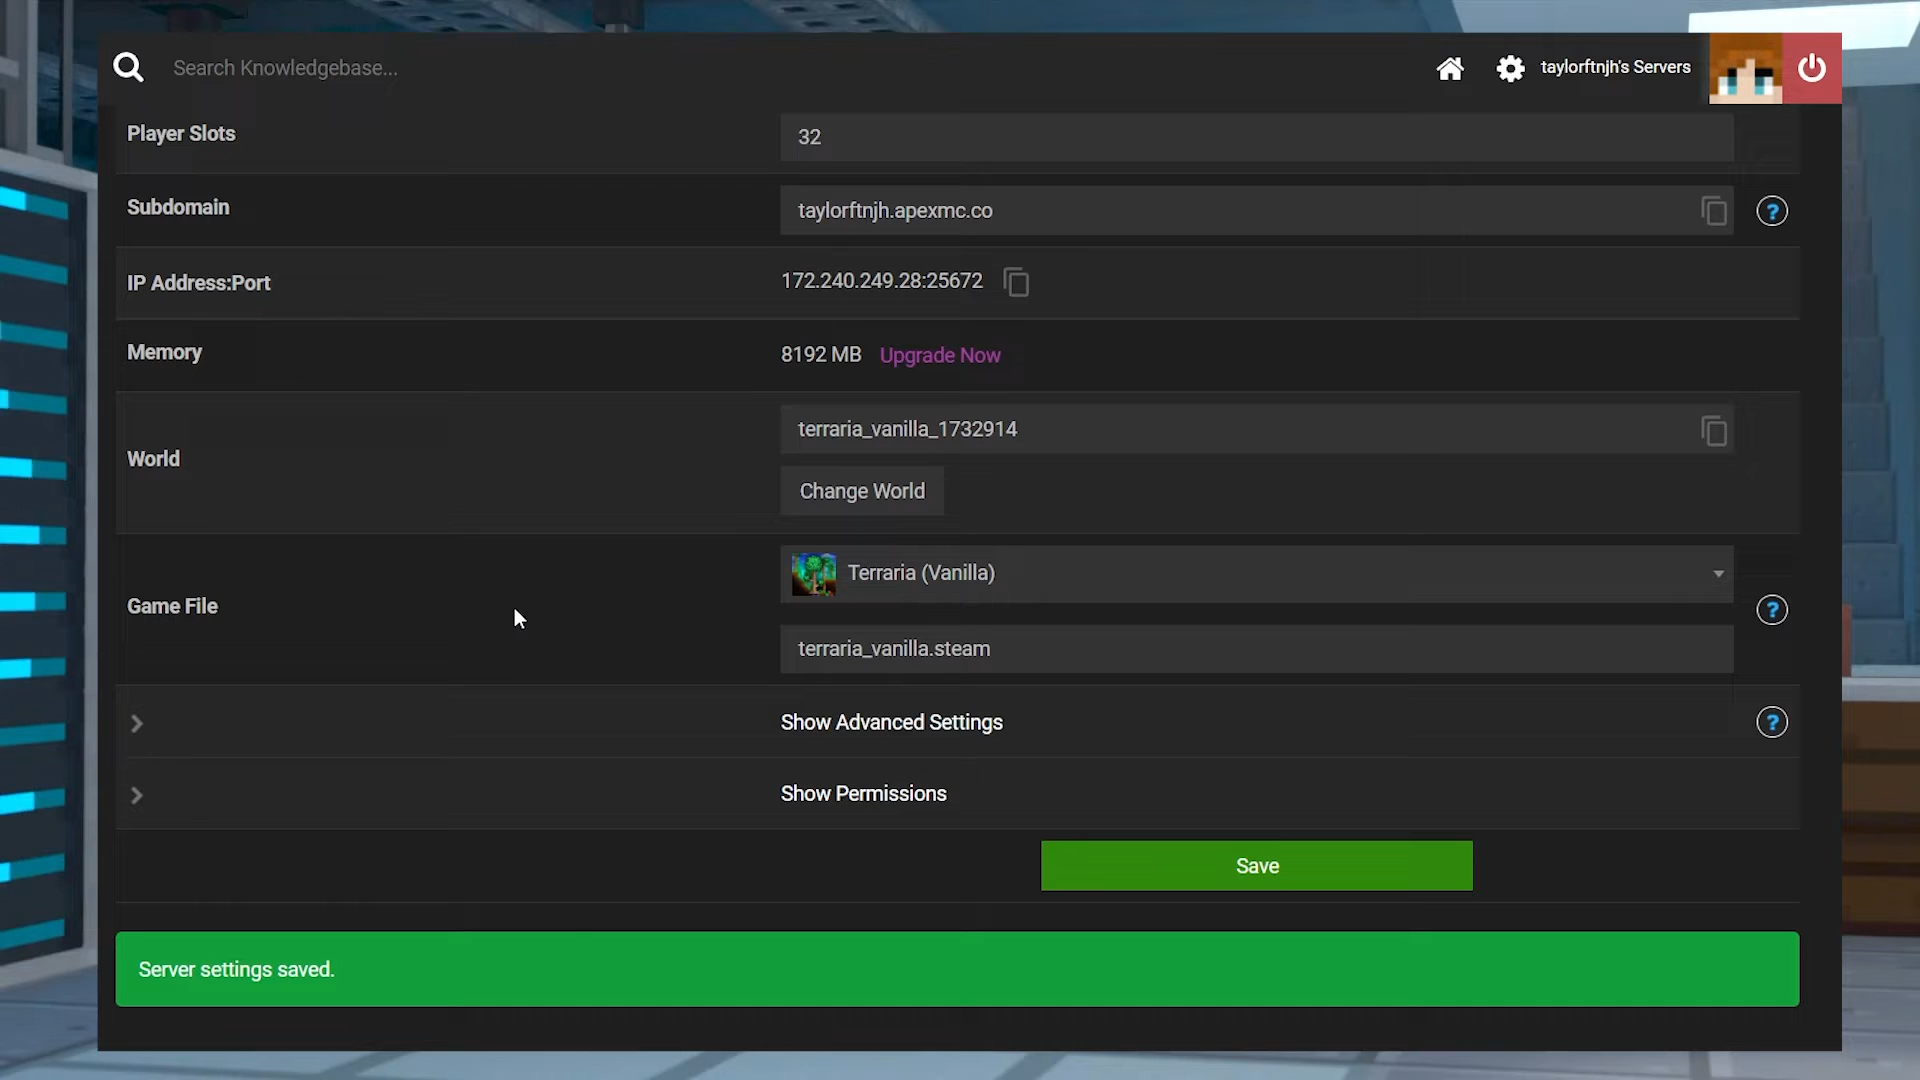 Search Knowledgebase...
taylorftnjh's Servers
Player Slots
32
Subdomain
taylorftnjh.apexmc.co
?
IP Address:Port
172.240.249.28:25672
Memory
8192 MB Upgrade Now
World
terraria_vanilla_1732914
Change World
Game File
Terraria (Vanilla)
?
terraria_vanilla.steam
Show Advanced Settings
?
Show Permissions
Save
Server settings saved.